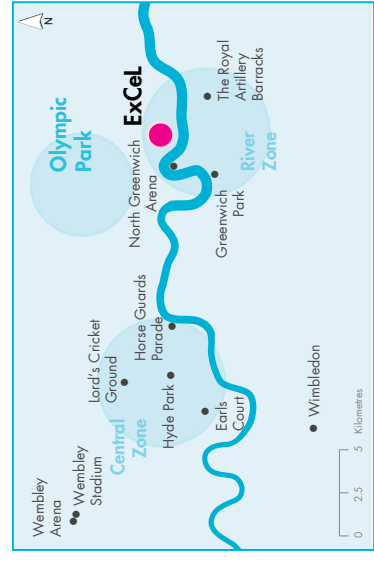 N
Wembley
Arena
Wembley
Stadium
Lord's Cricket
Ground
Central
Zone
Hyde Park
Horse Guards
Parade
Earls
Court
Wimbledon
Olympic
Park
ExCeL
North Greenwich
Arena
Greenwich
Park
River
Zone
The Royal
Artillery
Barracks
0 2.5 5
Kilometres